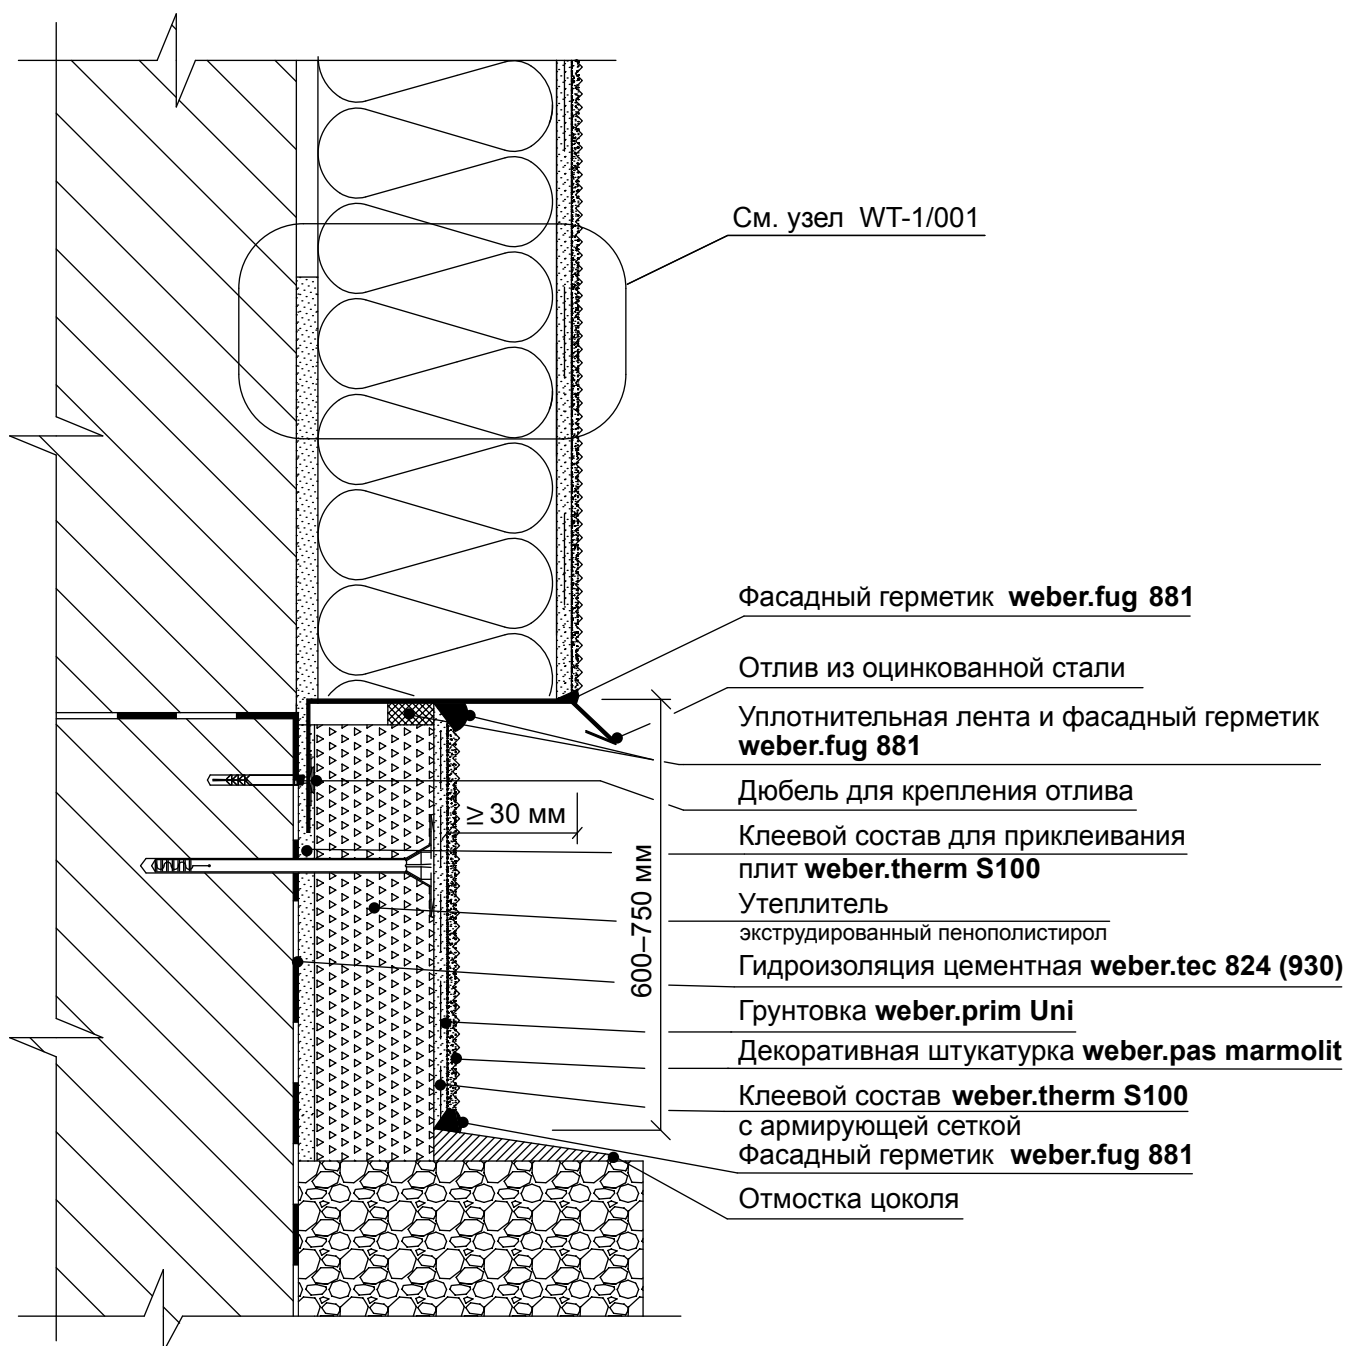 См. узел WT-1/001
Фасадный герметик weber.fug 881
Отлив из оцинкованной стали
Уплотнительная лента и фасадный герметик
weber.fug 881
Дюбель для крепления отлива
≥ 30 мм
Клеевой состав для приклеивания
плит weber.therm S100
600–750 мм
Утеплитель
экструдированный пенополистирол
Гидроизоляция цементная weber.tec 824 (930)
Грунтовка weber.prim Uni
Декоративная штукатурка weber.pas marmolit
Клеевой состав weber.therm S100
с армирующей сеткой
Фасадный герметик weber.fug 881
Отмостка цоколя